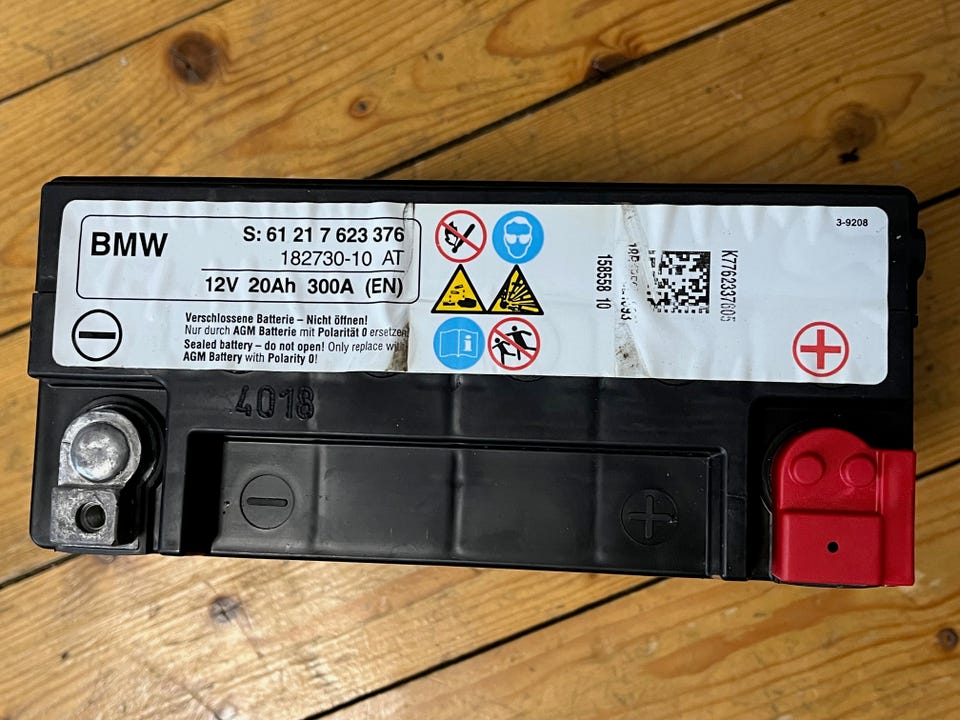 3-9208
BMW
S: 61 21 7 623 376
182730-10 AT
12V 20Ah 300A (EN)
Verschlossene Batterie – Nicht öffnen!
Nur durch AGM Batterie mit Polarität 0 ersetzen
Sealed battery – do not open! Only replace with
AGM Battery with Polarity 0!
158558 10
K7762337605
4018